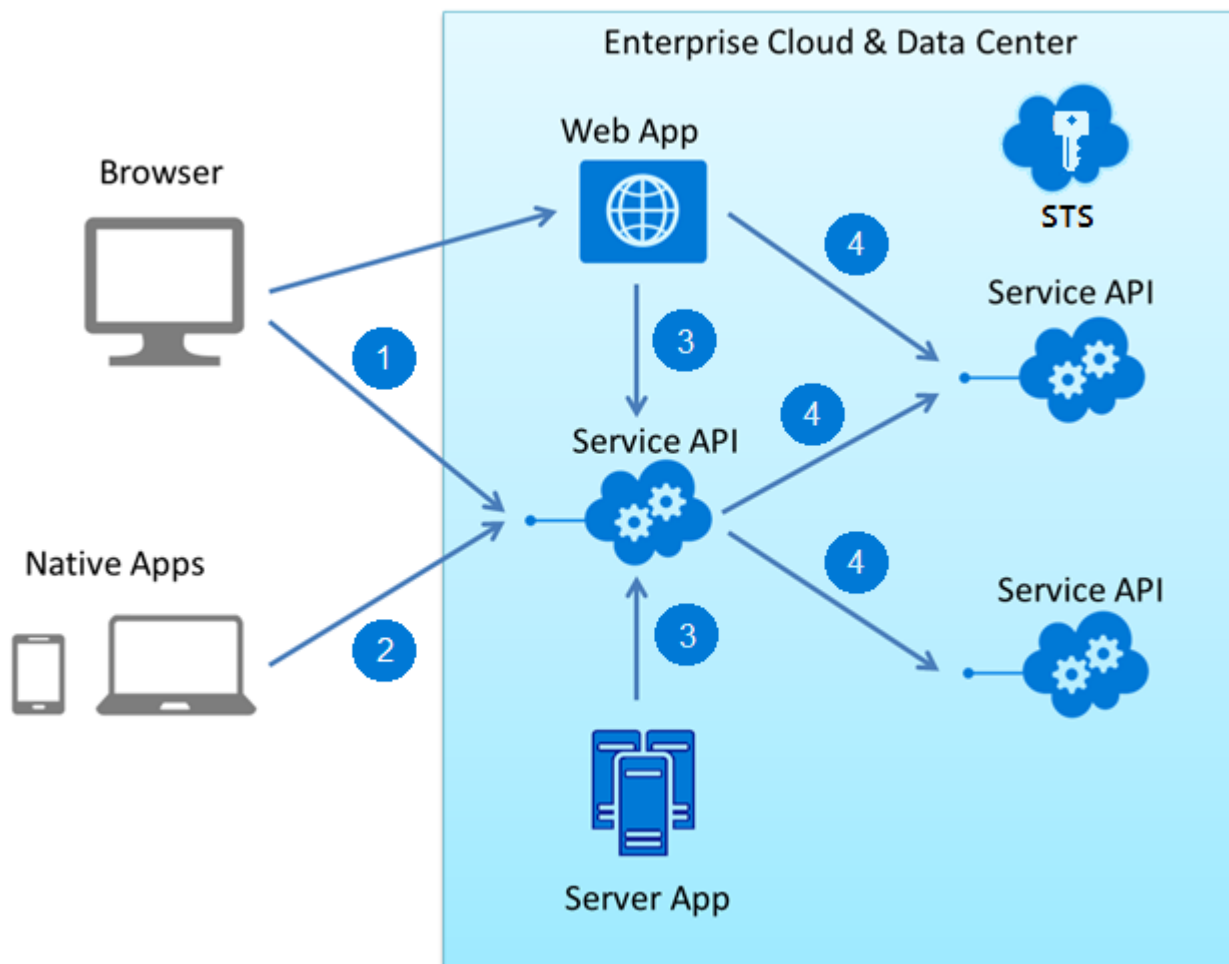 Enterprise Cloud & Data Center
Web App
Browser
STS
4
Service API
1
3
4
Service API
Native Apps
4
Service API
2
3
Server App